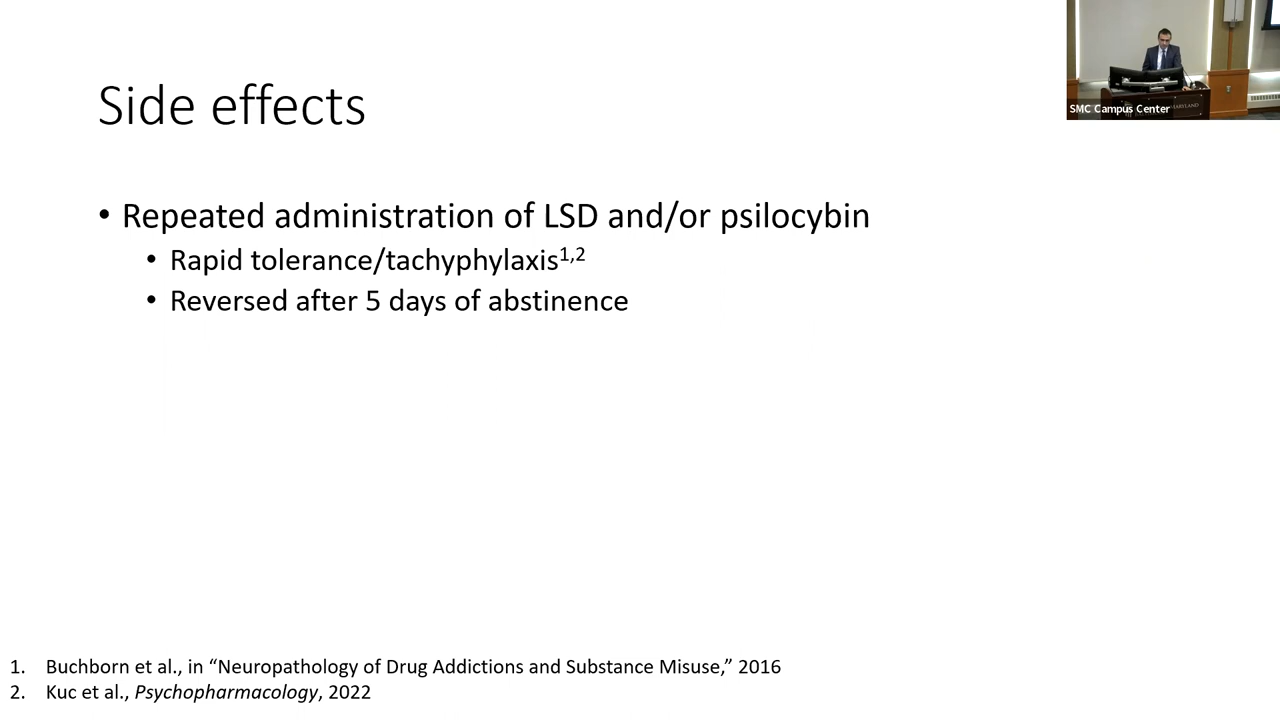 Side effects
SMC Campus Center
MARYLAND
• Repeated administration of LSD and/or psilocybin
• Rapid tolerance/tachyphylaxis1,2
• Reversed after 5 days of abstinence
1. Buchborn et al., in “Neuropathology of Drug Addictions and Substance Misuse,” 2016
2. Kuc et al., Psychopharmacology, 2022